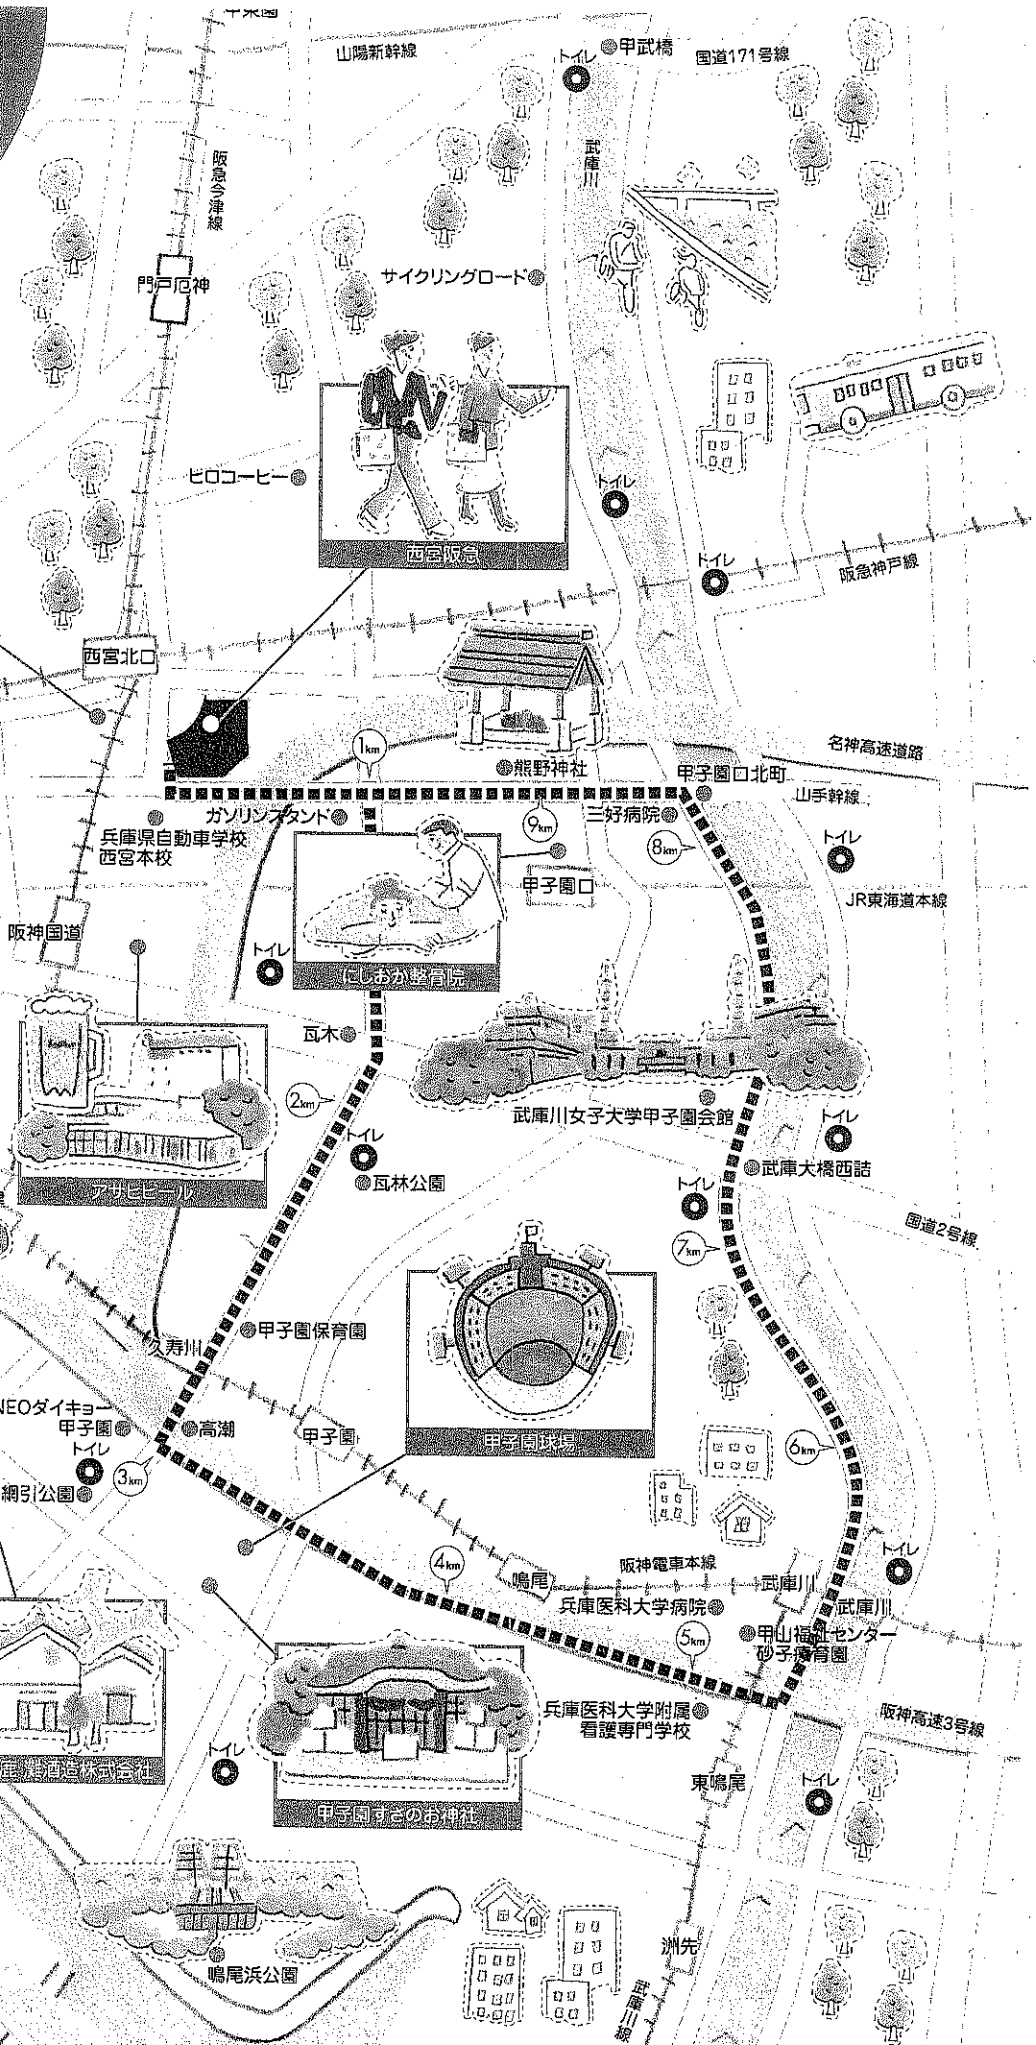 甲東園
山陽新幹線
トイレ
甲武橋
国道171号線
阪急今津線
武庫川
門戸厄神
サイクリングロード
ヒロコーヒー
トイレ
西宮阪急
トイレ
阪急神戸線
西宮北口
1km
名神高速道路
熊野神社
甲子園口北町
山手幹線
ガソリンスタンド
9km
三好病院
兵庫県自動車学校
西宮本校
8km
トイレ
甲子園口
JR東海道本線
阪神国道
トイレ
にしおか整骨院
瓦木
2km
武庫川女子大学甲子園会館
トイレ
トイレ
武庫大橋西詰
瓦林公園
トイレ
アサヒビール
国道2号線
7km
甲子園保育園
久寿川
NEOダイキョー
甲子園
高潮
甲子園
甲子園球場
トイレ
6km
3km
網引公園
トイレ
4km
阪神電車本線
鳴尾
武庫川
兵庫医科大学病院
武庫川
5km
甲山福祉センター
砂子療育園
兵庫医科大学附属
看護専門学校
阪神高速3号線
トイレ
灘酒造株式会社
東鳴尾
トイレ
甲子園すさのお神社
洲先
鳴尾浜公園
武庫川線